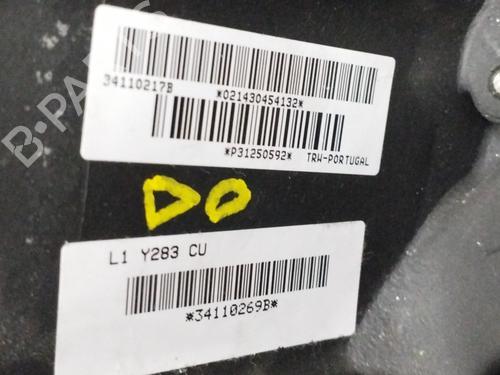 34110217B
*021430454132*
*P31250592* TRW-PORTUGAL
DO
L1 Y283 CU
*34110269B*
B-PARTS